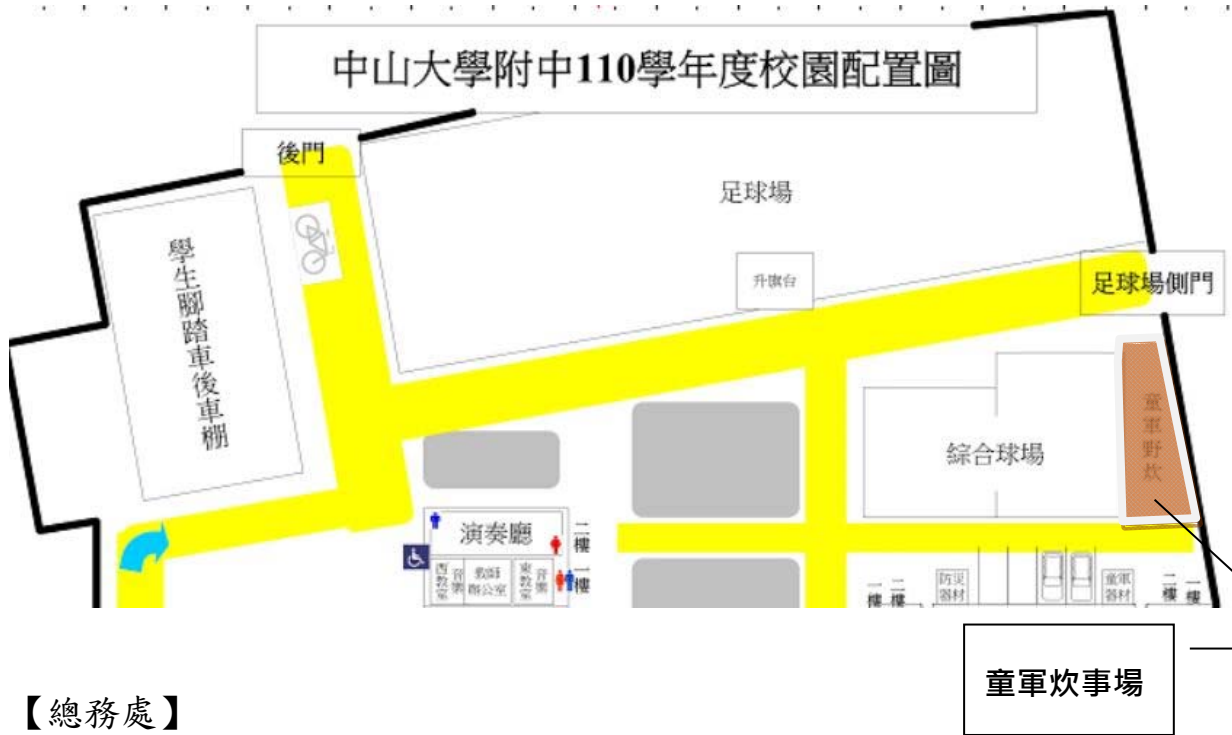 中山大學附中110學年度校園配置圖
後門
足球場
學生腳踏車後車棚
升旗台
足球場側門
童軍野炊
綜合球場
演奏廳
二樓
一樓
西教室
音樂
教師
辦公室
東教室
音樂
一樓
二樓
防災
器材
童軍
器材
二樓
一樓
童軍炊事場
【總務處】